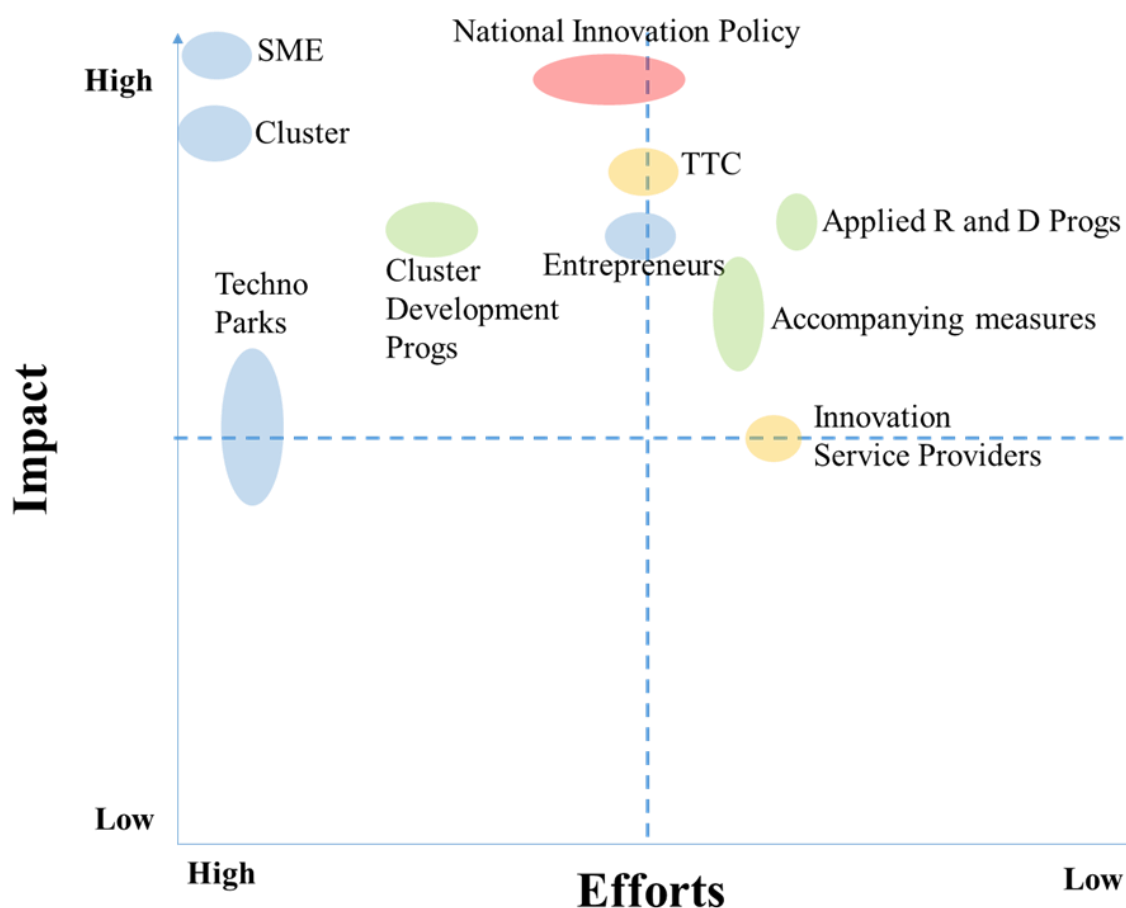 National Innovation Policy
SME
High
Cluster
TTC
Applied R and D Progs
Entrepreneurs
Cluster
Development
Progs
Techno
Parks
Accompanying measures
Impact
Innovation
Service Providers
Low
High
Efforts
Low